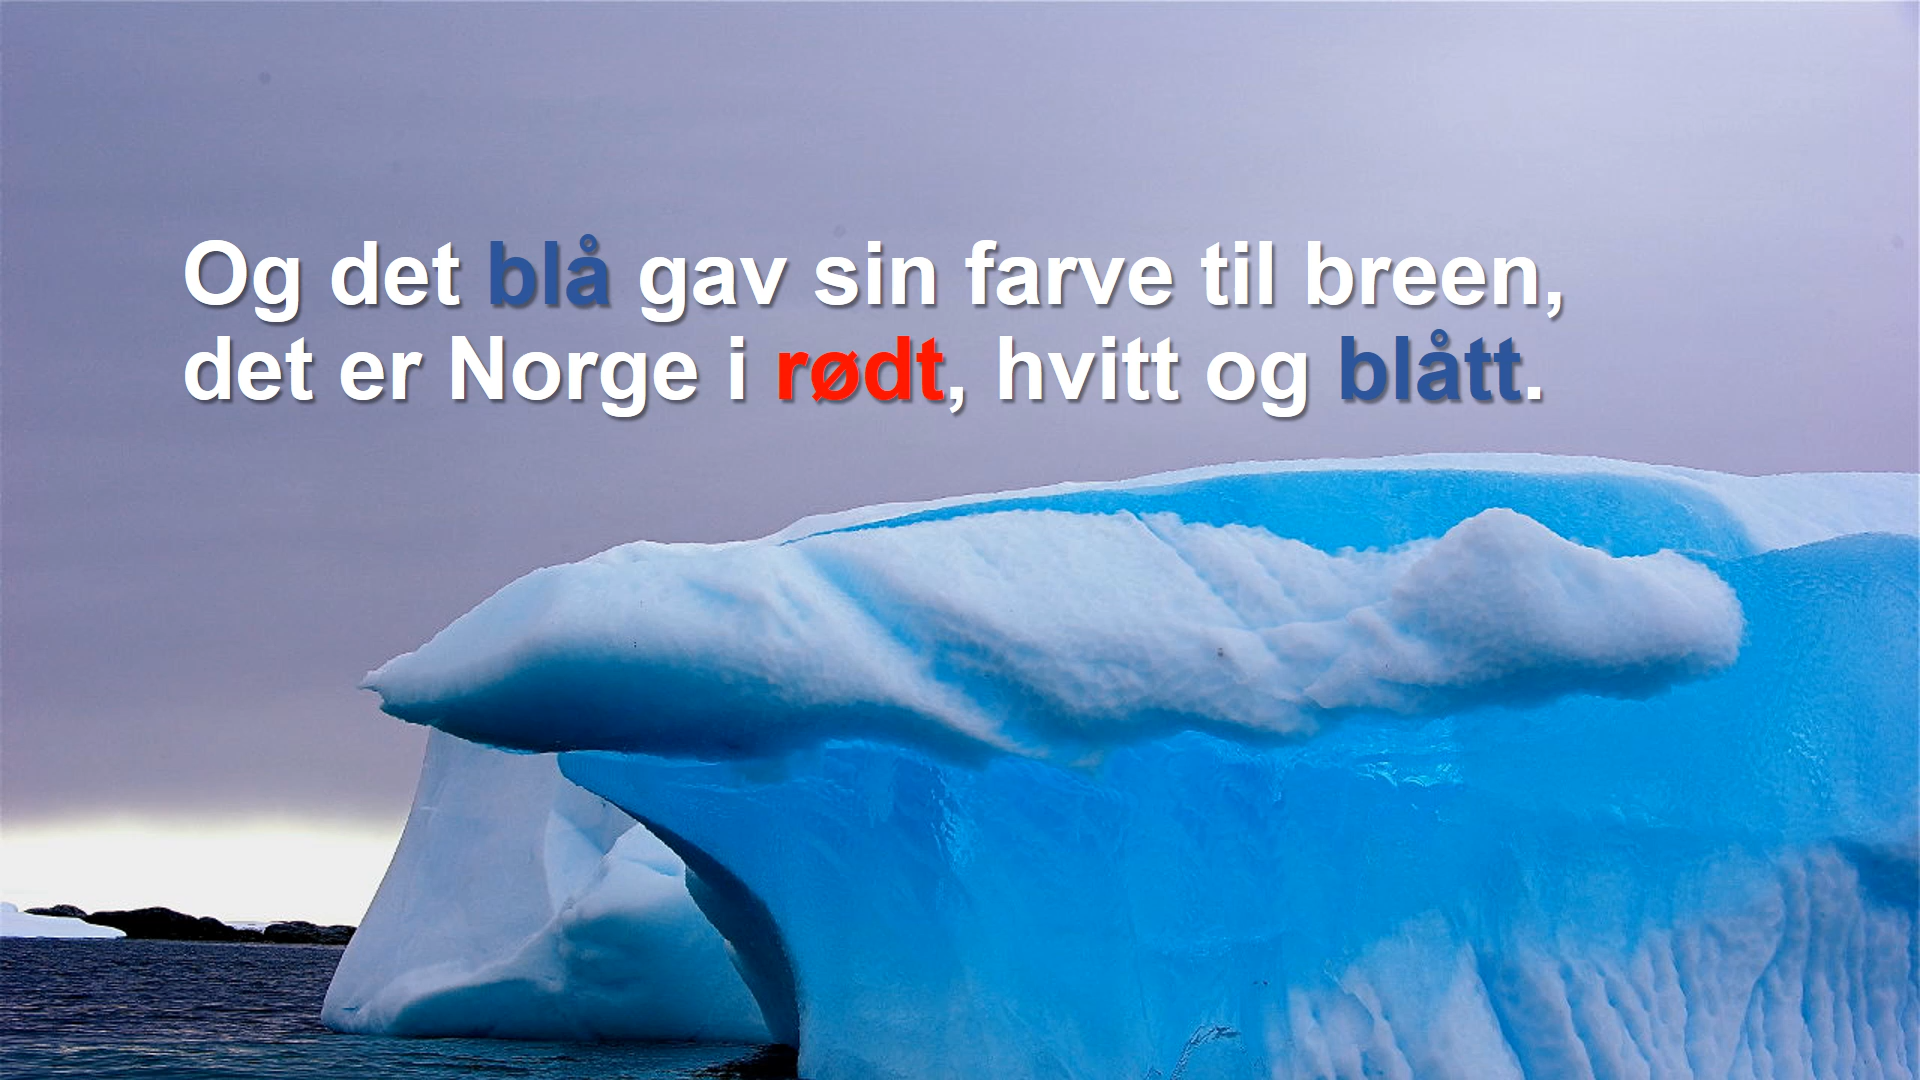 Og det blå gav sin farve til breen,
det er Norge i rødt, hvitt og blått.